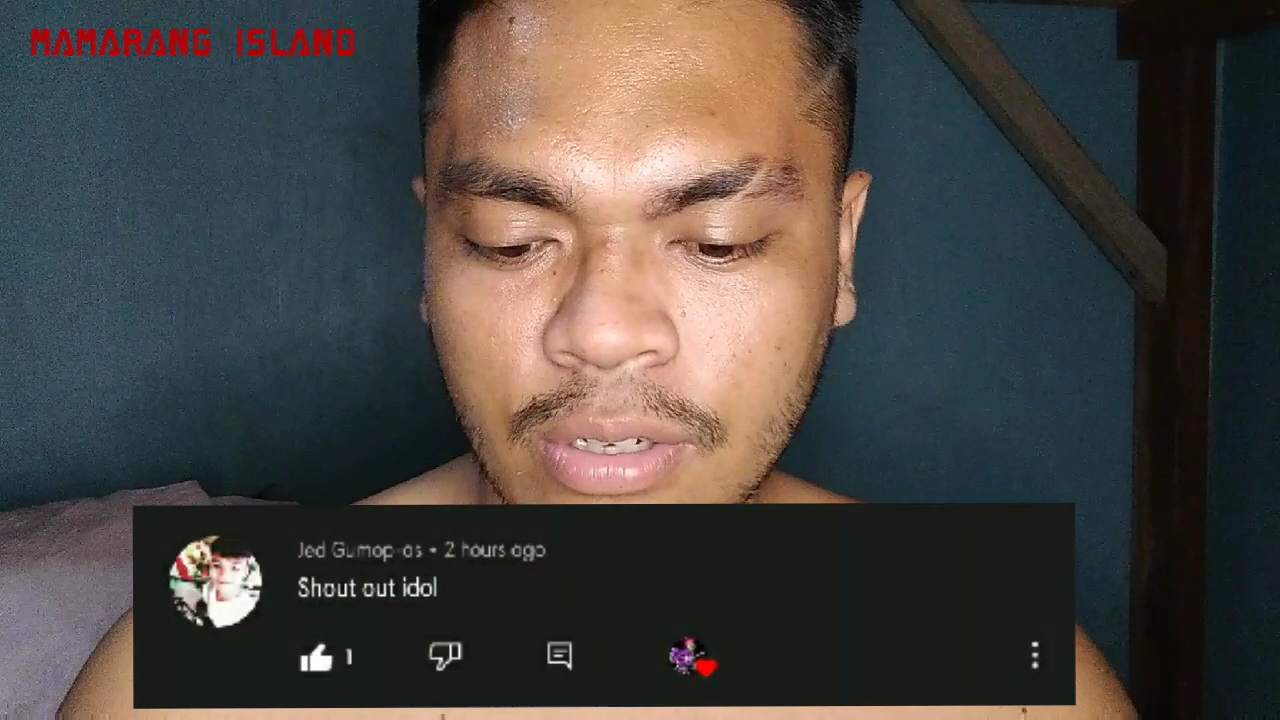 MAMARANG ISLAND
Jed Gumop-as • 2 hours ago
Shout out idol
1